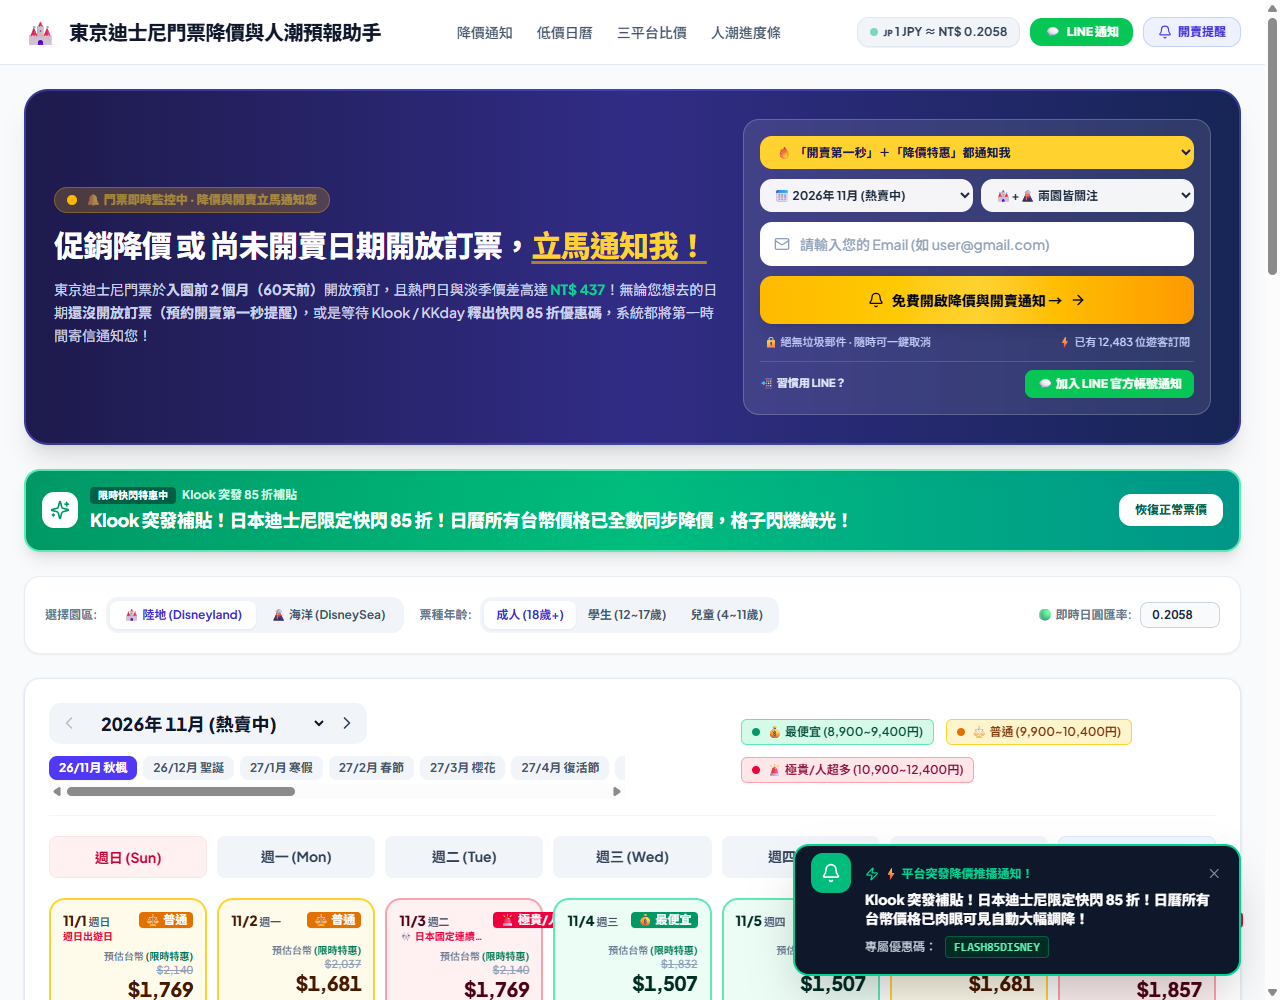 東京迪士尼門票降價與人潮預報助手
降價通知
低價日曆
三平台比價
人潮進度條
JP 1 JPY ≈ NT$ 0.2058
LINE 通知
開賣提醒
門票即時監控中 · 降價與開賣立馬通知您
促銷降價 或 尚未開賣日期開放訂票，立馬通知我！
東京迪士尼門票於入園前 2 個月（60天前）開放預訂，且熱門日與淡季價差高達 NT$ 437！無論您想去的日
期還沒開放訂票（預約開賣第一秒提醒），或是等待 Klook / KKday 釋出快閃 85 折優惠碼，系統都將第一時
間寄信通知您！
「開賣第一秒」＋「降價特惠」都通知我
2026年 11月 (熱賣中)
+ 兩園皆關注
請輸入您的 Email (如 user@gmail.com)
免費開啟降價與開賣通知 →
絕無垃圾郵件 · 隨時可一鍵取消
已有 12,483 位遊客訂閱
習慣用 LINE？
加入 LINE 官方帳號通知
限時快閃特惠中
Klook 突發 85 折補貼
Klook 突發補貼！日本迪士尼限定快閃 85 折！日曆所有台幣價格已全數同步降價，格子閃爍綠光！
恢復正常票價
選擇園區:
陸地 (Disneyland)
海洋 (DisneySea)
票種年齡:
成人 (18歲+)
學生 (12~17歲)
兒童 (4~11歲)
即時日圓匯率:
0.2058
2026年 11月 (熱賣中)
最便宜 (8,900~9,400円)
普通 (9,900~10,400円)
極貴/人超多 (10,900~12,400円)
26/11月 秋楓
26/12月 聖誕
27/1月 寒假
27/2月 春節
27/3月 櫻花
27/4月 復活節
週日 (Sun)
週一 (Mon)
週二 (Tue)
週三 (Wed)
週四
11/1 週日
普通
週日出遊日
預估台幣 (限時特惠)
$2,140
$1,769
11/2 週一
普通
預估台幣 (限時特惠)
$2,037
$1,681
11/3 週二
極貴/人
日本國定連續...
預估台幣 (限時特惠)
$2,140
$1,769
11/4 週三
最便宜
預估台幣 (限時特惠)
$1,832
$1,507
11/5 週四
$1,507
$1,681
$1,857
平台突發降價推播通知！
Klook 突發補貼！日本迪士尼限定快閃 85 折！日曆所有
台幣價格已肉眼可見自動大幅調降！
專屬優惠碼：
FLASH85DISNEY